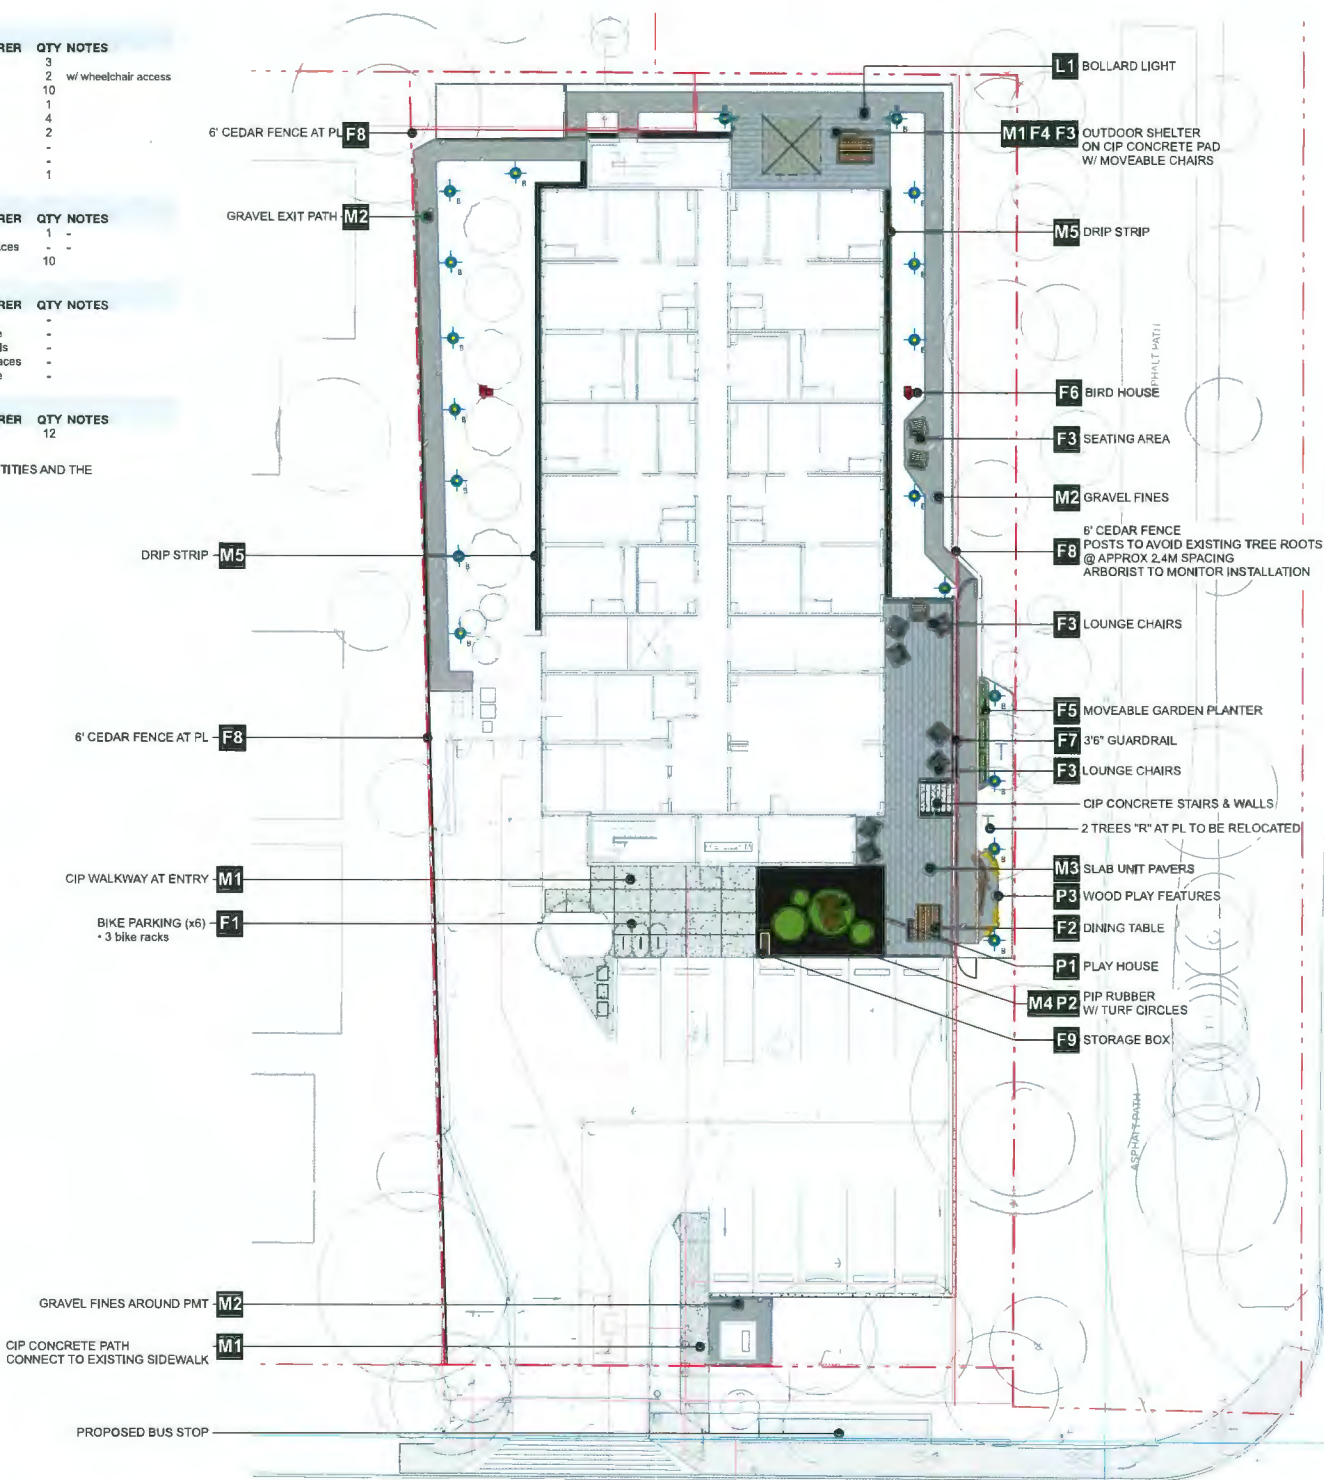 RER QTY NOTES
3
2 w/ wheelchair access
10
1
4
2
-
-
1
RER QTY NOTES
1 -
ces - -
10
RER QTY NOTES
-
e -
ls -
aces -
e -
RER QTY NOTES
12
TITIES AND THE
6' CEDAR FENCE AT PL F8
GRAVEL EXIT PATH M2
DRIP STRIP M5
6' CEDAR FENCE AT PL F8
CIP WALKWAY AT ENTRY M1
BIKE PARKING (x6) F1
• 3 bike racks
GRAVEL FINES AROUND PMT M2
CIP CONCRETE PATH M1
CONNECT TO EXISTING SIDEWALK
PROPOSED BUS STOP
L1 BOLLARD LIGHT
M1 F4 F3 OUTDOOR SHELTER
ON CIP CONCRETE PAD
W/ MOVEABLE CHAIRS
M5 DRIP STRIP
F6 BIRD HOUSE
F3 SEATING AREA
M2 GRAVEL FINES
6' CEDAR FENCE
F8 POSTS TO AVOID EXISTING TREE ROOTS
@ APPROX 2.4M SPACING
ARBORIST TO MONITOR INSTALLATION
F3 LOUNGE CHAIRS
F5 MOVEABLE GARDEN PLANTER
F7 3'6" GUARDRAIL
F3 LOUNGE CHAIRS
CIP CONCRETE STAIRS & WALLS
2 TREES "R" AT PL TO BE RELOCATED
M3 SLAB UNIT PAVERS
P3 WOOD PLAY FEATURES
F2 DINING TABLE
P1 PLAY HOUSE
M4 P2 PIP RUBBER
W/ TURF CIRCLES
F9 STORAGE BOX
PHALT PATH
ASPHALT PATH